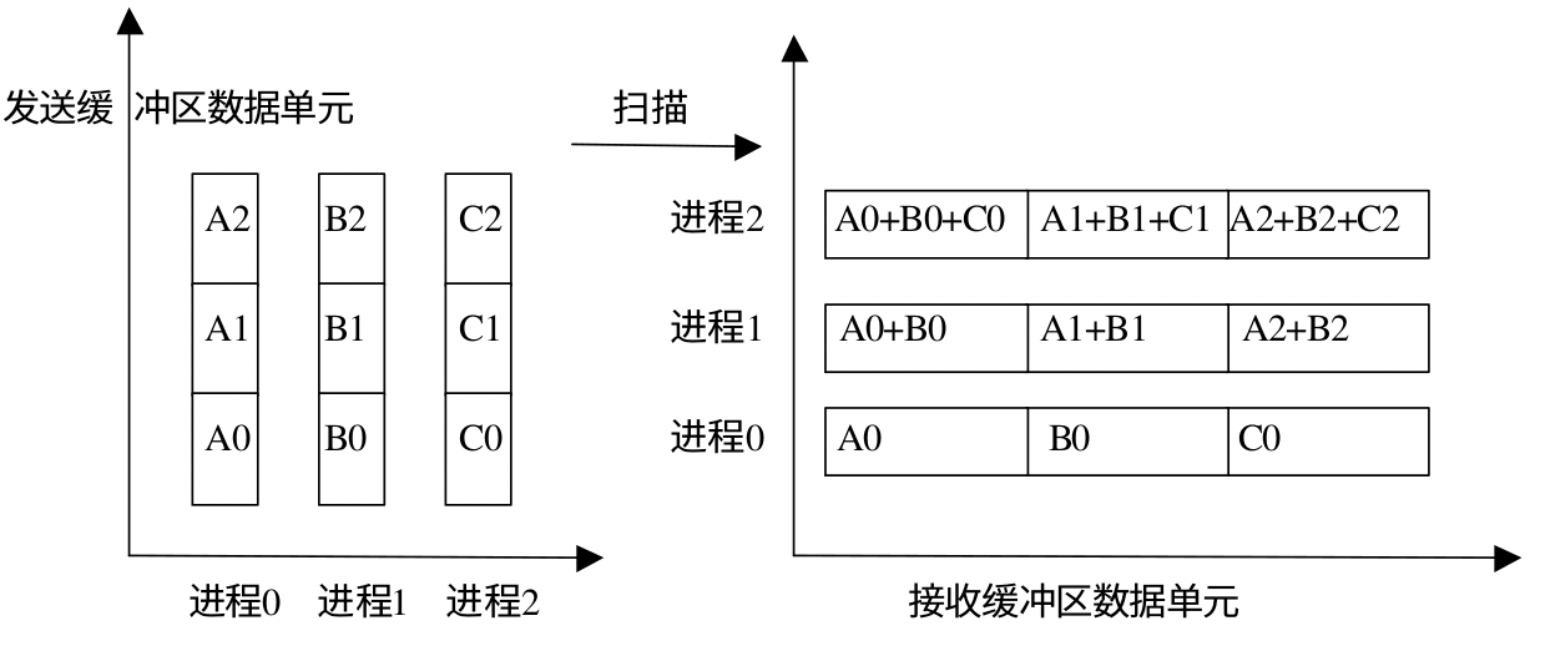 发送缓冲区数据单元
扫描
A2 B2 C2
A1 B1 C1
A0 B0 C0
进程0 进程1 进程2
进程2 A0+B0+C0 A1+B1+C1 A2+B2+C2
进程1 A0+B0 A1+B1 A2+B2
进程0 A0 B0 C0
接收缓冲区数据单元